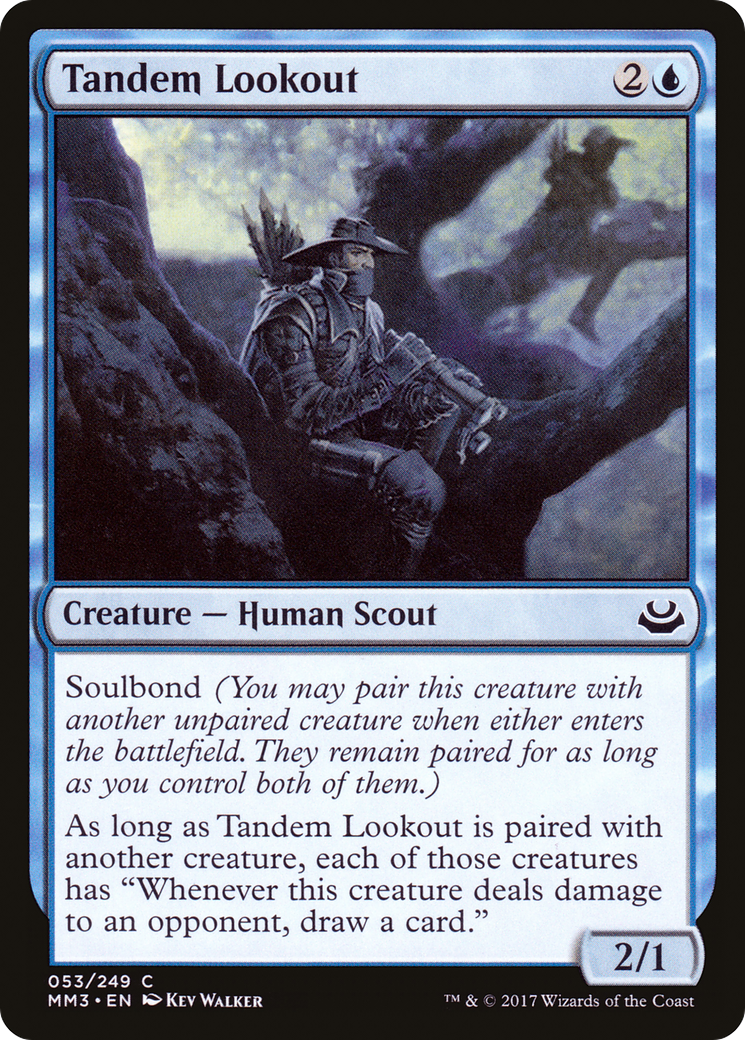 Tandem Lookout 2
Creature — Human Scout
Soulbond (You may pair this creature with
another unpaired creature when either enters
the battlefield. They remain paired for as long
as you control both of them.)
As long as Tandem Lookout is paired with
another creature, each of those creatures
has “Whenever this creature deals damage
to an opponent, draw a card.”
2/1
053/249 C
MM3 • EN Kev Walker ™ & © 2017 Wizards of the Coast